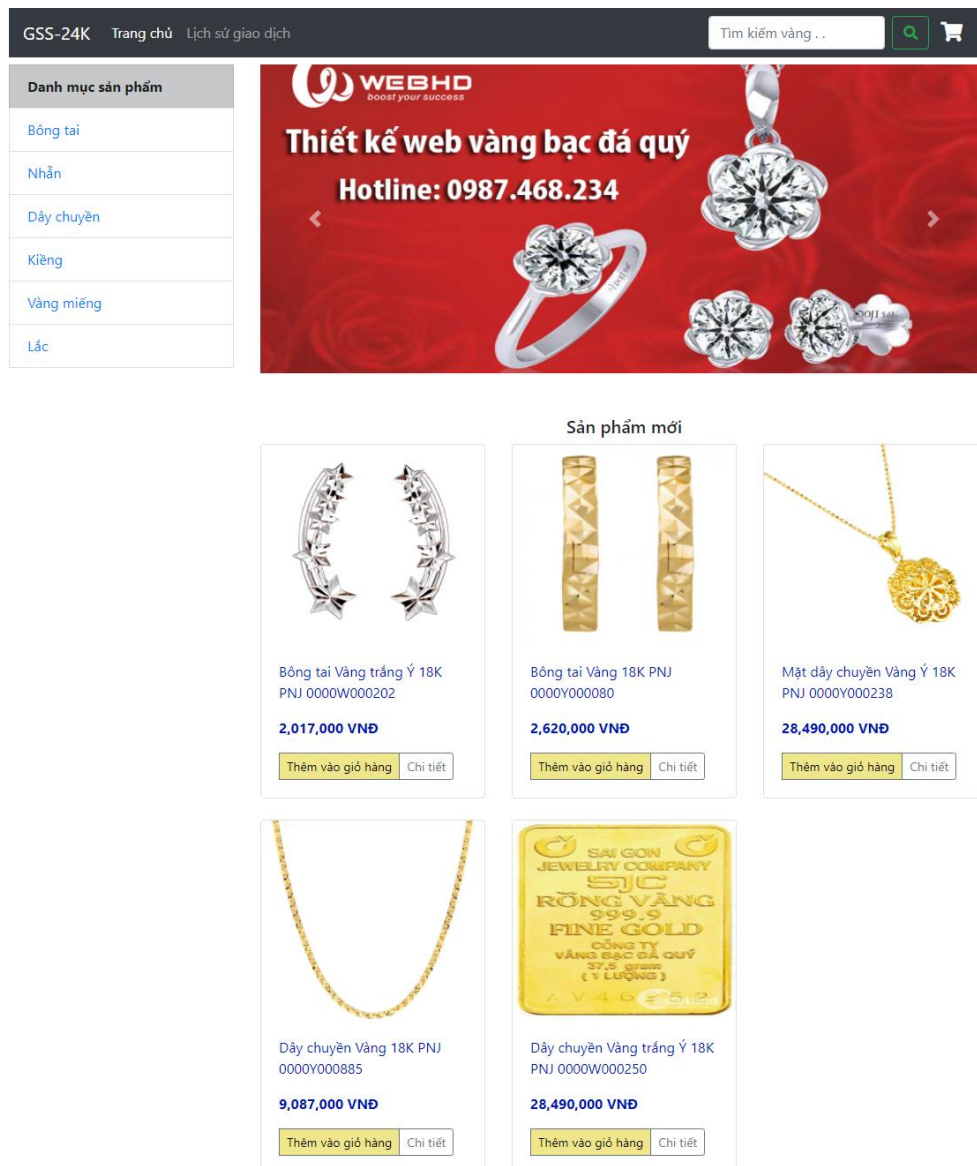 GSS-24K Trang chủ Lịch sử giao dịch Tìm kiếm vàng . .
Danh mục sản phẩm
Bông tai
Nhẫn
Dây chuyền
Kiềng
Vàng miếng
Lắc
WEBHD
boost your success
Thiết kế web vàng bạc đá quý
Hotline: 0987.468.234
Sản phẩm mới
Bông tai Vàng trắng Ý 18K
PNJ 0000W000202
2,017,000 VNĐ
Thêm vào giỏ hàng Chi tiết
Bông tai Vàng 18K PNJ
0000Y000080
2,620,000 VNĐ
Thêm vào giỏ hàng Chi tiết
Mặt dây chuyền Vàng Ý 18K
PNJ 0000Y000238
28,490,000 VNĐ
Thêm vào giỏ hàng Chi tiết
Dây chuyền Vàng 18K PNJ
0000Y000885
9,087,000 VNĐ
Thêm vào giỏ hàng Chi tiết
SAI GON
JEWELRY COMPANY
SJC
RỒNG VÀNG
999.9
FINE GOLD
CÔNG TY
VÀNG BẠC ĐÁ QUÝ
37,5 gram
( 1 LƯỢNG )
Dây chuyền Vàng trắng Ý 18K
PNJ 0000W000250
28,490,000 VNĐ
Thêm vào giỏ hàng Chi tiết